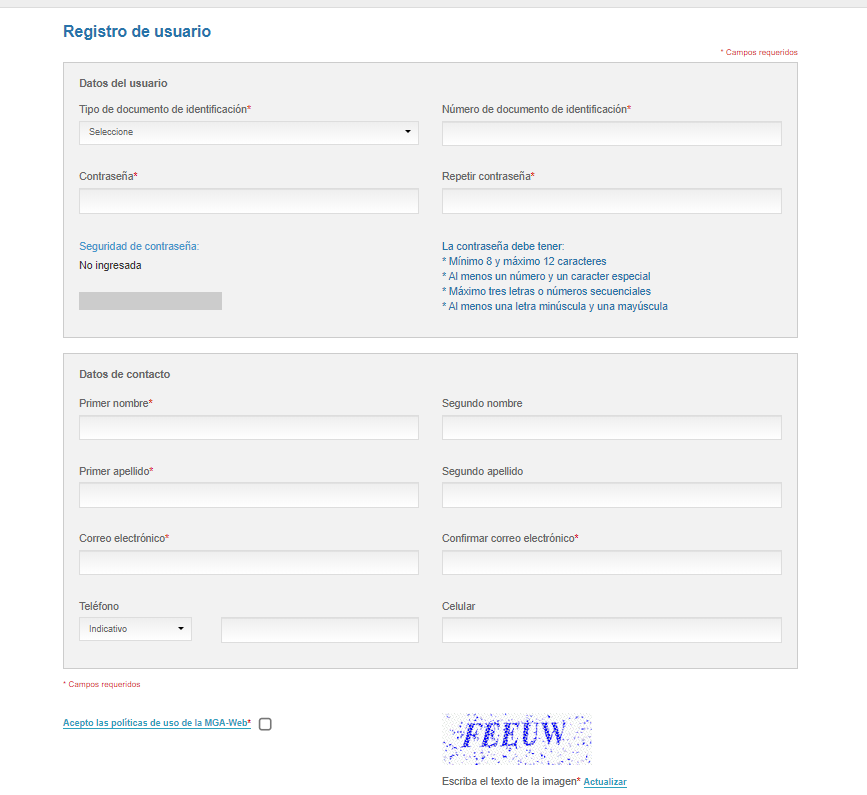 Registro de usuario
* Campos requeridos
Datos del usuario
Tipo de documento de identificación*
Número de documento de identificación*
Seleccione
Contraseña*
Repetir contraseña*
Seguridad de contraseña:
No ingresada
La contraseña debe tener:
* Mínimo 8 y máximo 12 caracteres
* Al menos un número y un caracter especial
* Máximo tres letras o números secuenciales
* Al menos una letra minúscula y una mayúscula
Datos de contacto
Primer nombre*
Segundo nombre
Primer apellido*
Segundo apellido
Correo electrónico*
Confirmar correo electrónico*
Teléfono
Celular
Indicativo
* Campos requeridos
Acepto las políticas de uso de la MGA-Web*
FEEUW
Escriba el texto de la imagen* Actualizar